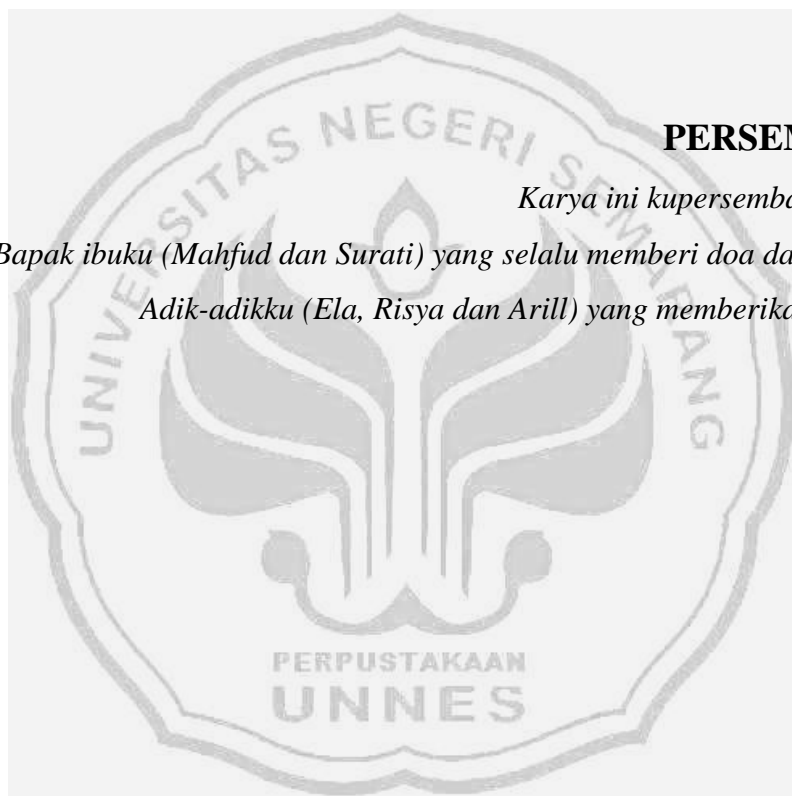 UNIVERSITAS NEGERI SEMARANG
PERSEM
Karya ini kupersemba
Bapak ibuku (Mahfud dan Surati) yang selalu memberi doa da
Adik-adikku (Ela, Risya dan Arill) yang memberika
PERPUSTAKAAN
UNNES